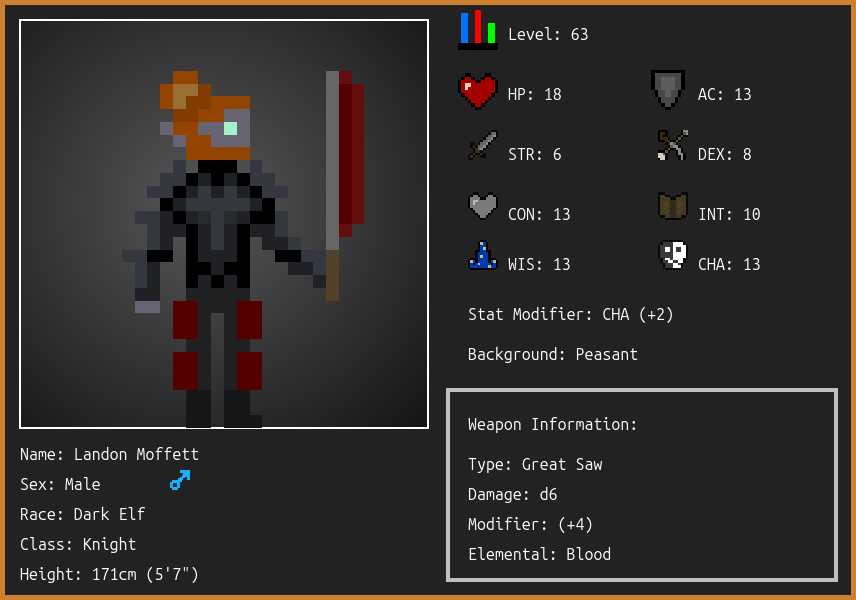 Level: 63
HP: 18
AC: 13
STR: 6
DEX: 8
CON: 13
INT: 10
WIS: 13
CHA: 13
Stat Modifier: CHA (+2)
Background: Peasant
Weapon Information:
Type: Great Saw
Damage: d6
Modifier: (+4)
Elemental: Blood
Name: Landon Moffett
Sex: Male
Race: Dark Elf
Class: Knight
Height: 171cm (5'7")